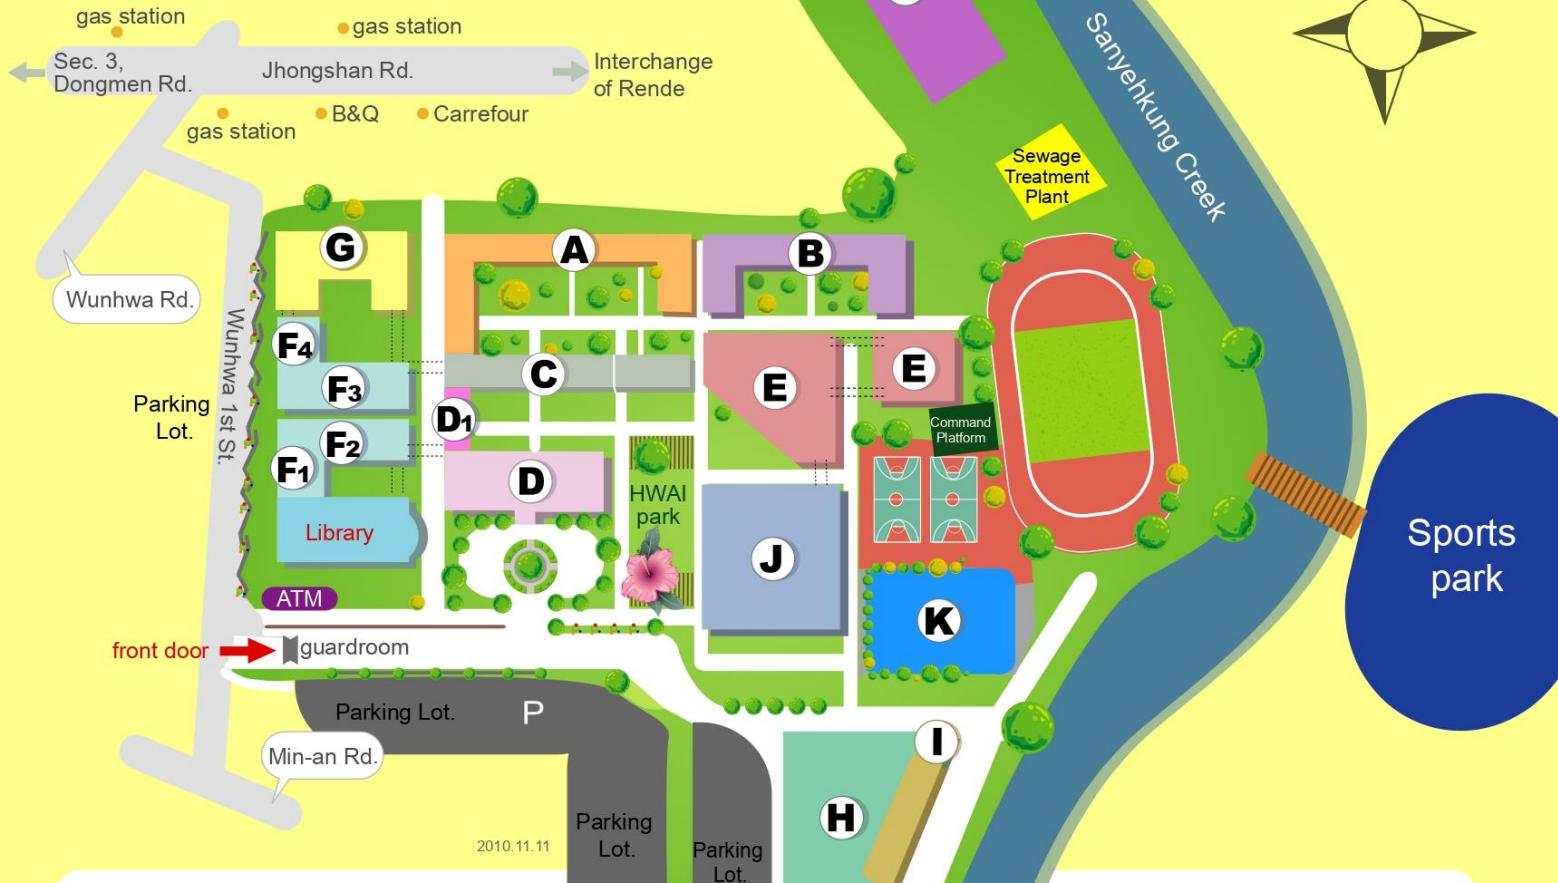 gas station
gas station
Sec. 3,
Dongmen Rd.
Jhongshan Rd.
Interchange
of Rende
gas station
B&Q
Carrefour
Sanyehkung Creek
Sewage
Treatment
Plant
Wunhwa Rd.
Wunhwa 1st St.
Parking
Lot.
G
A
B
F4
F3
F2
F1
C
D1
D
E
E
Command
Platform
HWAI
park
Library
J
K
ATM
Sports
park
front door
guardroom
Parking Lot.
P
Min-an Rd.
I
H
Parking
Lot.
Parking
Lot.
2010.11.11